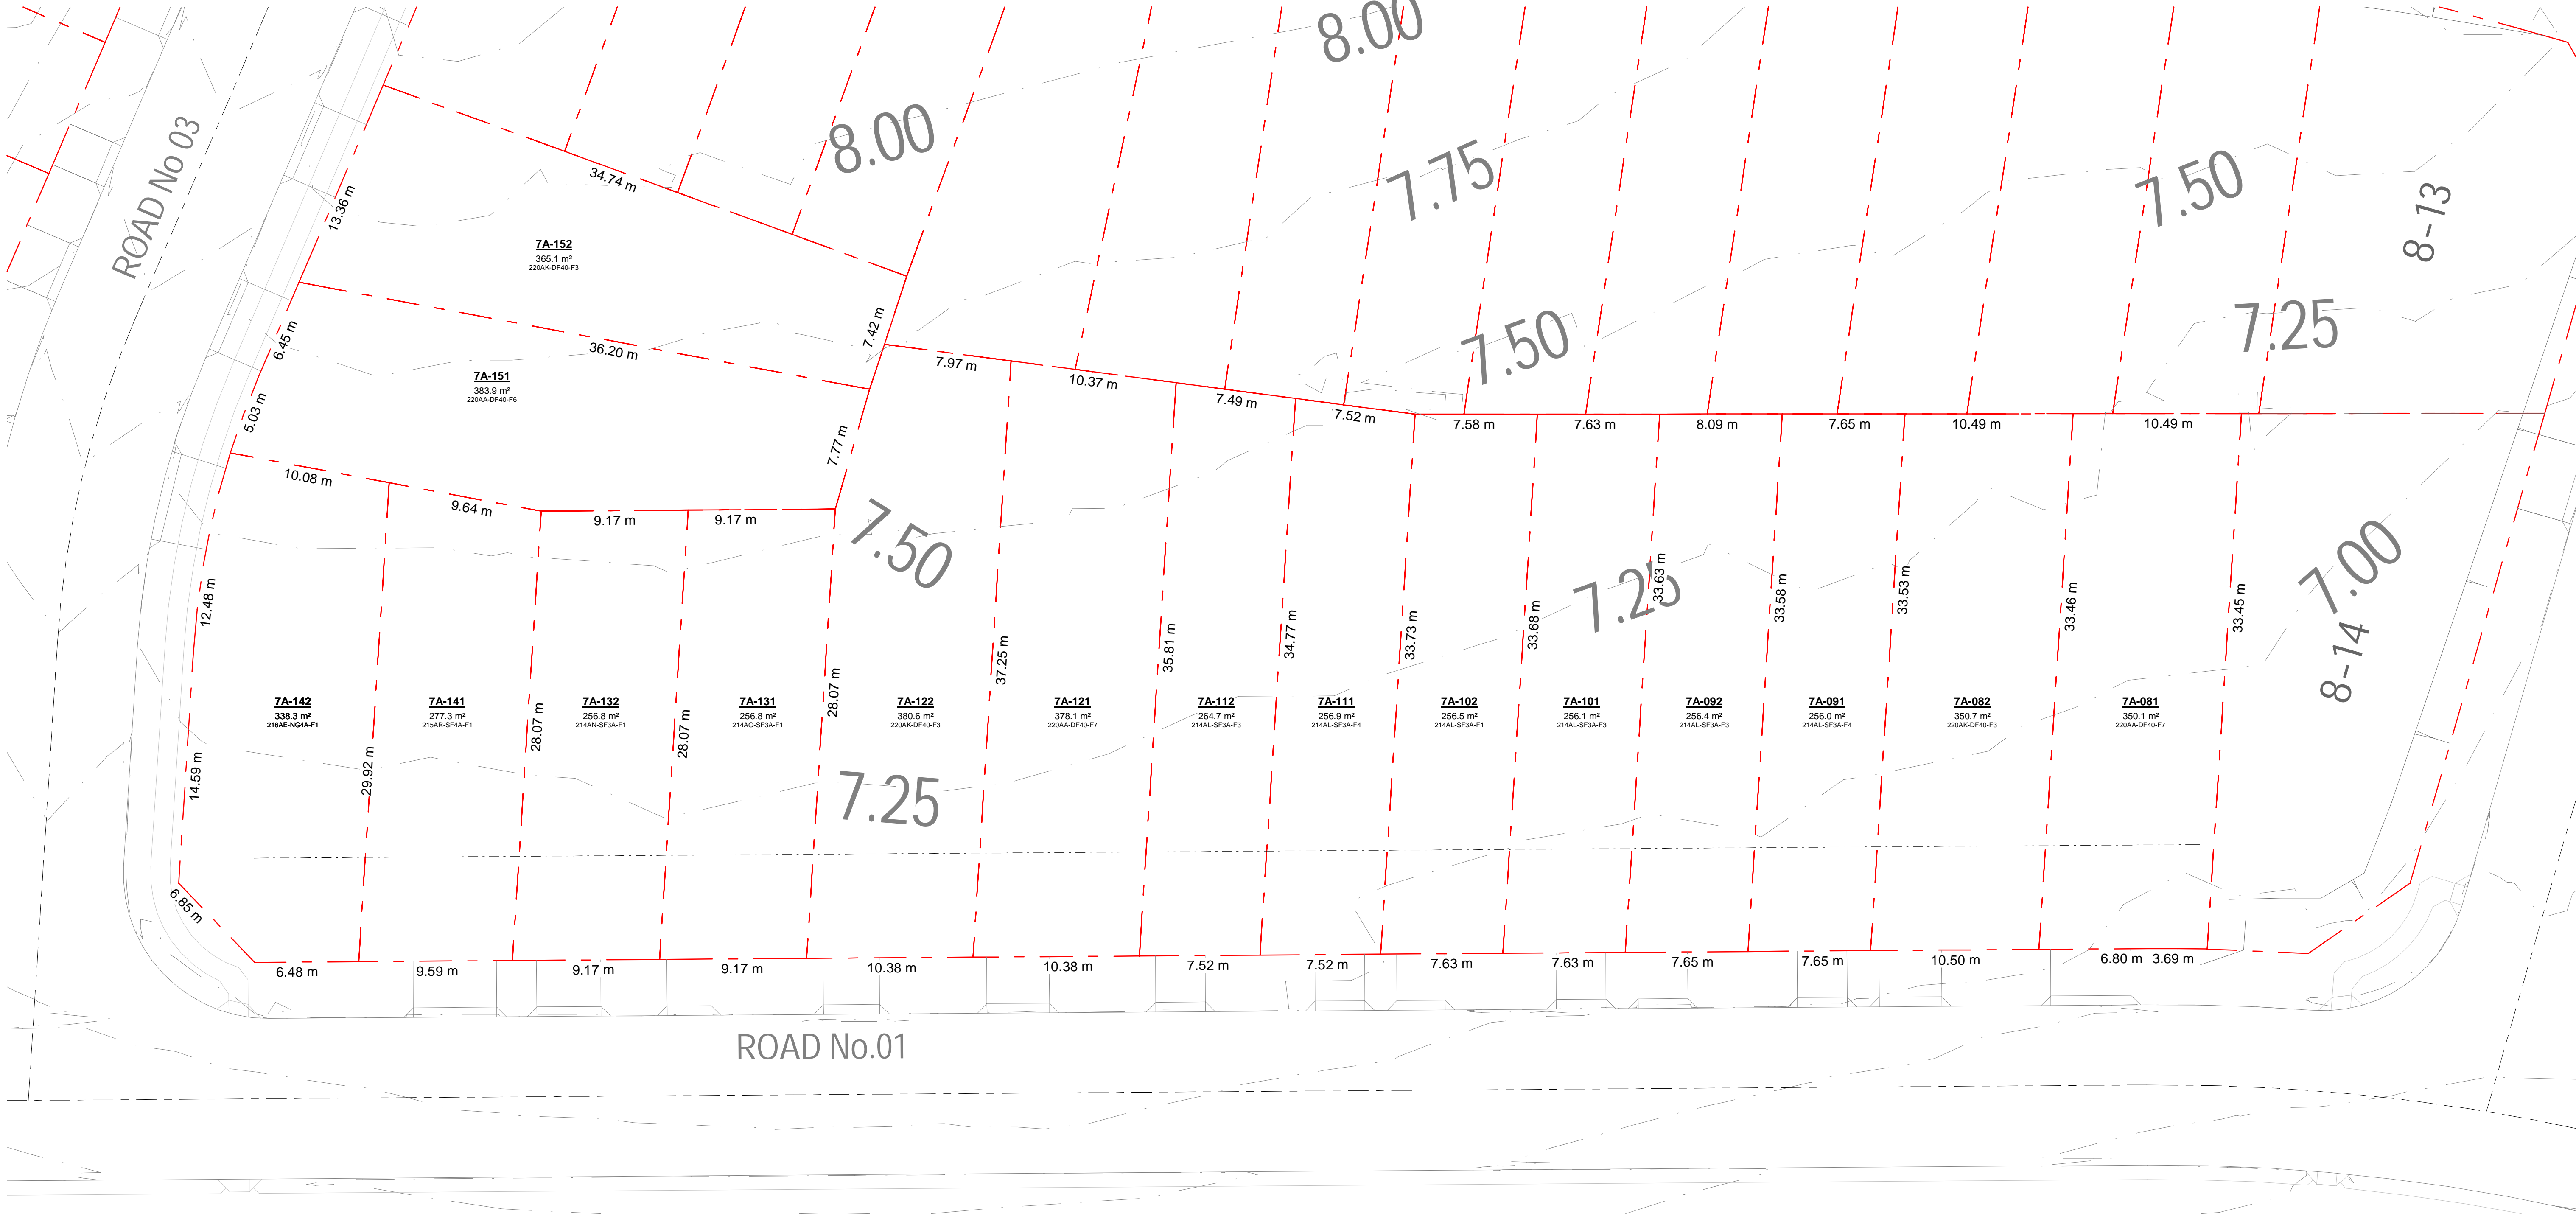 8.00
ROAD No 03
8.00
7.75
7.50
8-13
34.74 m
13.36 m
7A-152
365.1 m²
220AK-DF40-F3
7.42 m
6.45 m
36.20 m
7.50
7.25
7.97 m
10.37 m
7.49 m
7.52 m
7.58 m
7.63 m
8.09 m
7.65 m
10.49 m
10.49 m
7A-151
383.9 m²
220AA-DF40-F6
5.03 m
7.77 m
10.08 m
9.64 m
9.17 m
9.17 m
7.50
7.25
7.00
8-14
12.48 m
14.59 m
29.92 m
28.07 m
28.07 m
28.07 m
37.25 m
35.81 m
34.77 m
33.73 m
33.68 m
33.63 m
33.58 m
33.53 m
33.46 m
33.45 m
7A-142
338.3 m²
216AE-NG4A-F1
7A-141
277.3 m²
215AR-SF4A-F1
7A-132
256.8 m²
214AN-SF3A-F1
7A-131
256.8 m²
214AO-SF3A-F1
7A-122
380.6 m²
220AK-DF40-F3
7A-121
378.1 m²
220AA-DF40-F7
7A-112
264.7 m²
214AL-SF3A-F3
7A-111
256.9 m²
214AL-SF3A-F4
7A-102
256.5 m²
214AL-SF3A-F1
7A-101
256.1 m²
214AL-SF3A-F3
7A-092
256.4 m²
214AL-SF3A-F3
7A-091
256.0 m²
214AL-SF3A-F4
7A-082
350.7 m²
220AK-DF40-F3
7A-081
350.1 m²
220AA-DF40-F7
7.25
6.85 m
6.48 m
9.59 m
9.17 m
9.17 m
10.38 m
10.38 m
7.52 m
7.52 m
7.63 m
7.63 m
7.65 m
7.65 m
10.50 m
6.80 m
3.69 m
ROAD No.01